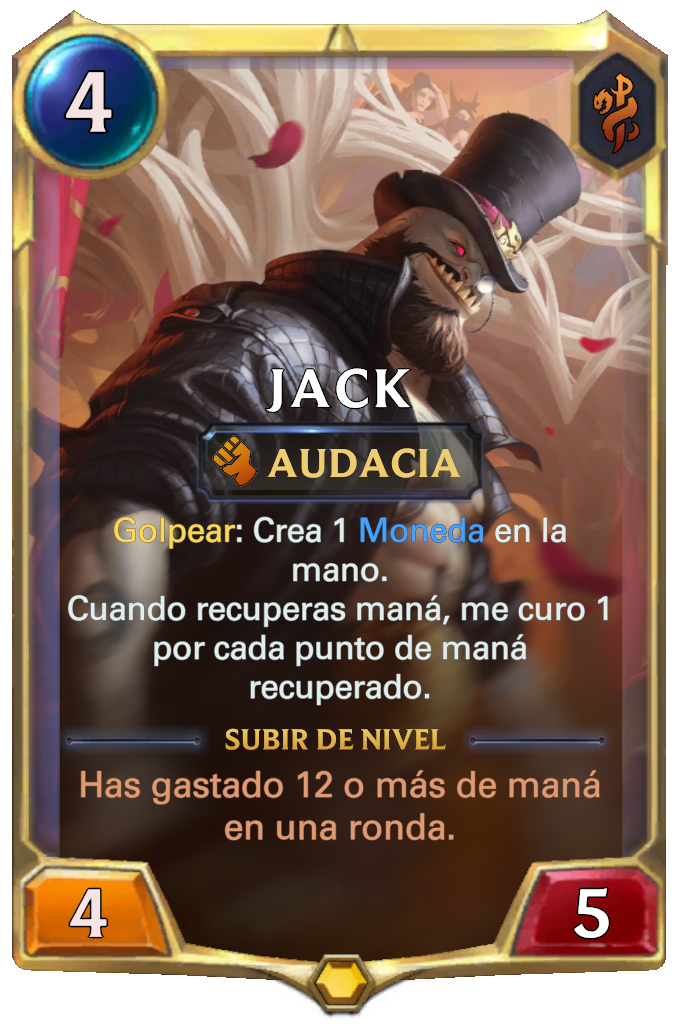 4
JACK
AUDACIA
Golpear: Crea 1 Moneda en la
mano.
Cuando recuperas maná, me curo 1
por cada punto de maná
recuperado.
SUBIR DE NIVEL
Has gastado 12 o más de maná
en una ronda.
4
5